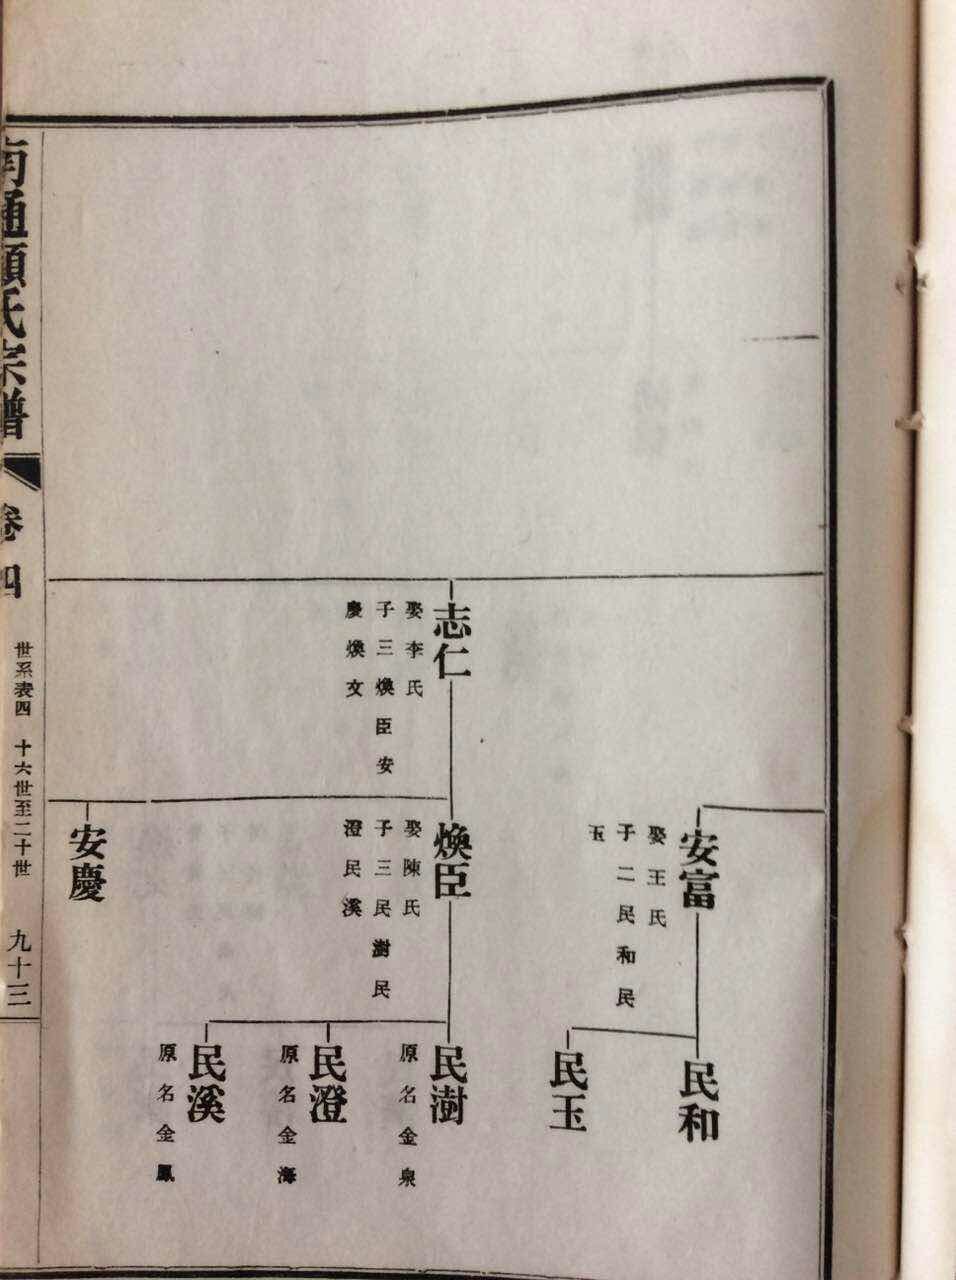 安富
娶王氏
子二民和民
玉
民和
民玉
志仁
娶李氏
子三煥臣安
慶煥文
煥臣
娶陳氏
子三民澍民
澄民溪
民澍
原名金泉
民澄
原名金海
民溪
原名金鳳
安慶
南通顧氏宗譜
卷四
世系表四 十六世至二十世
九十三